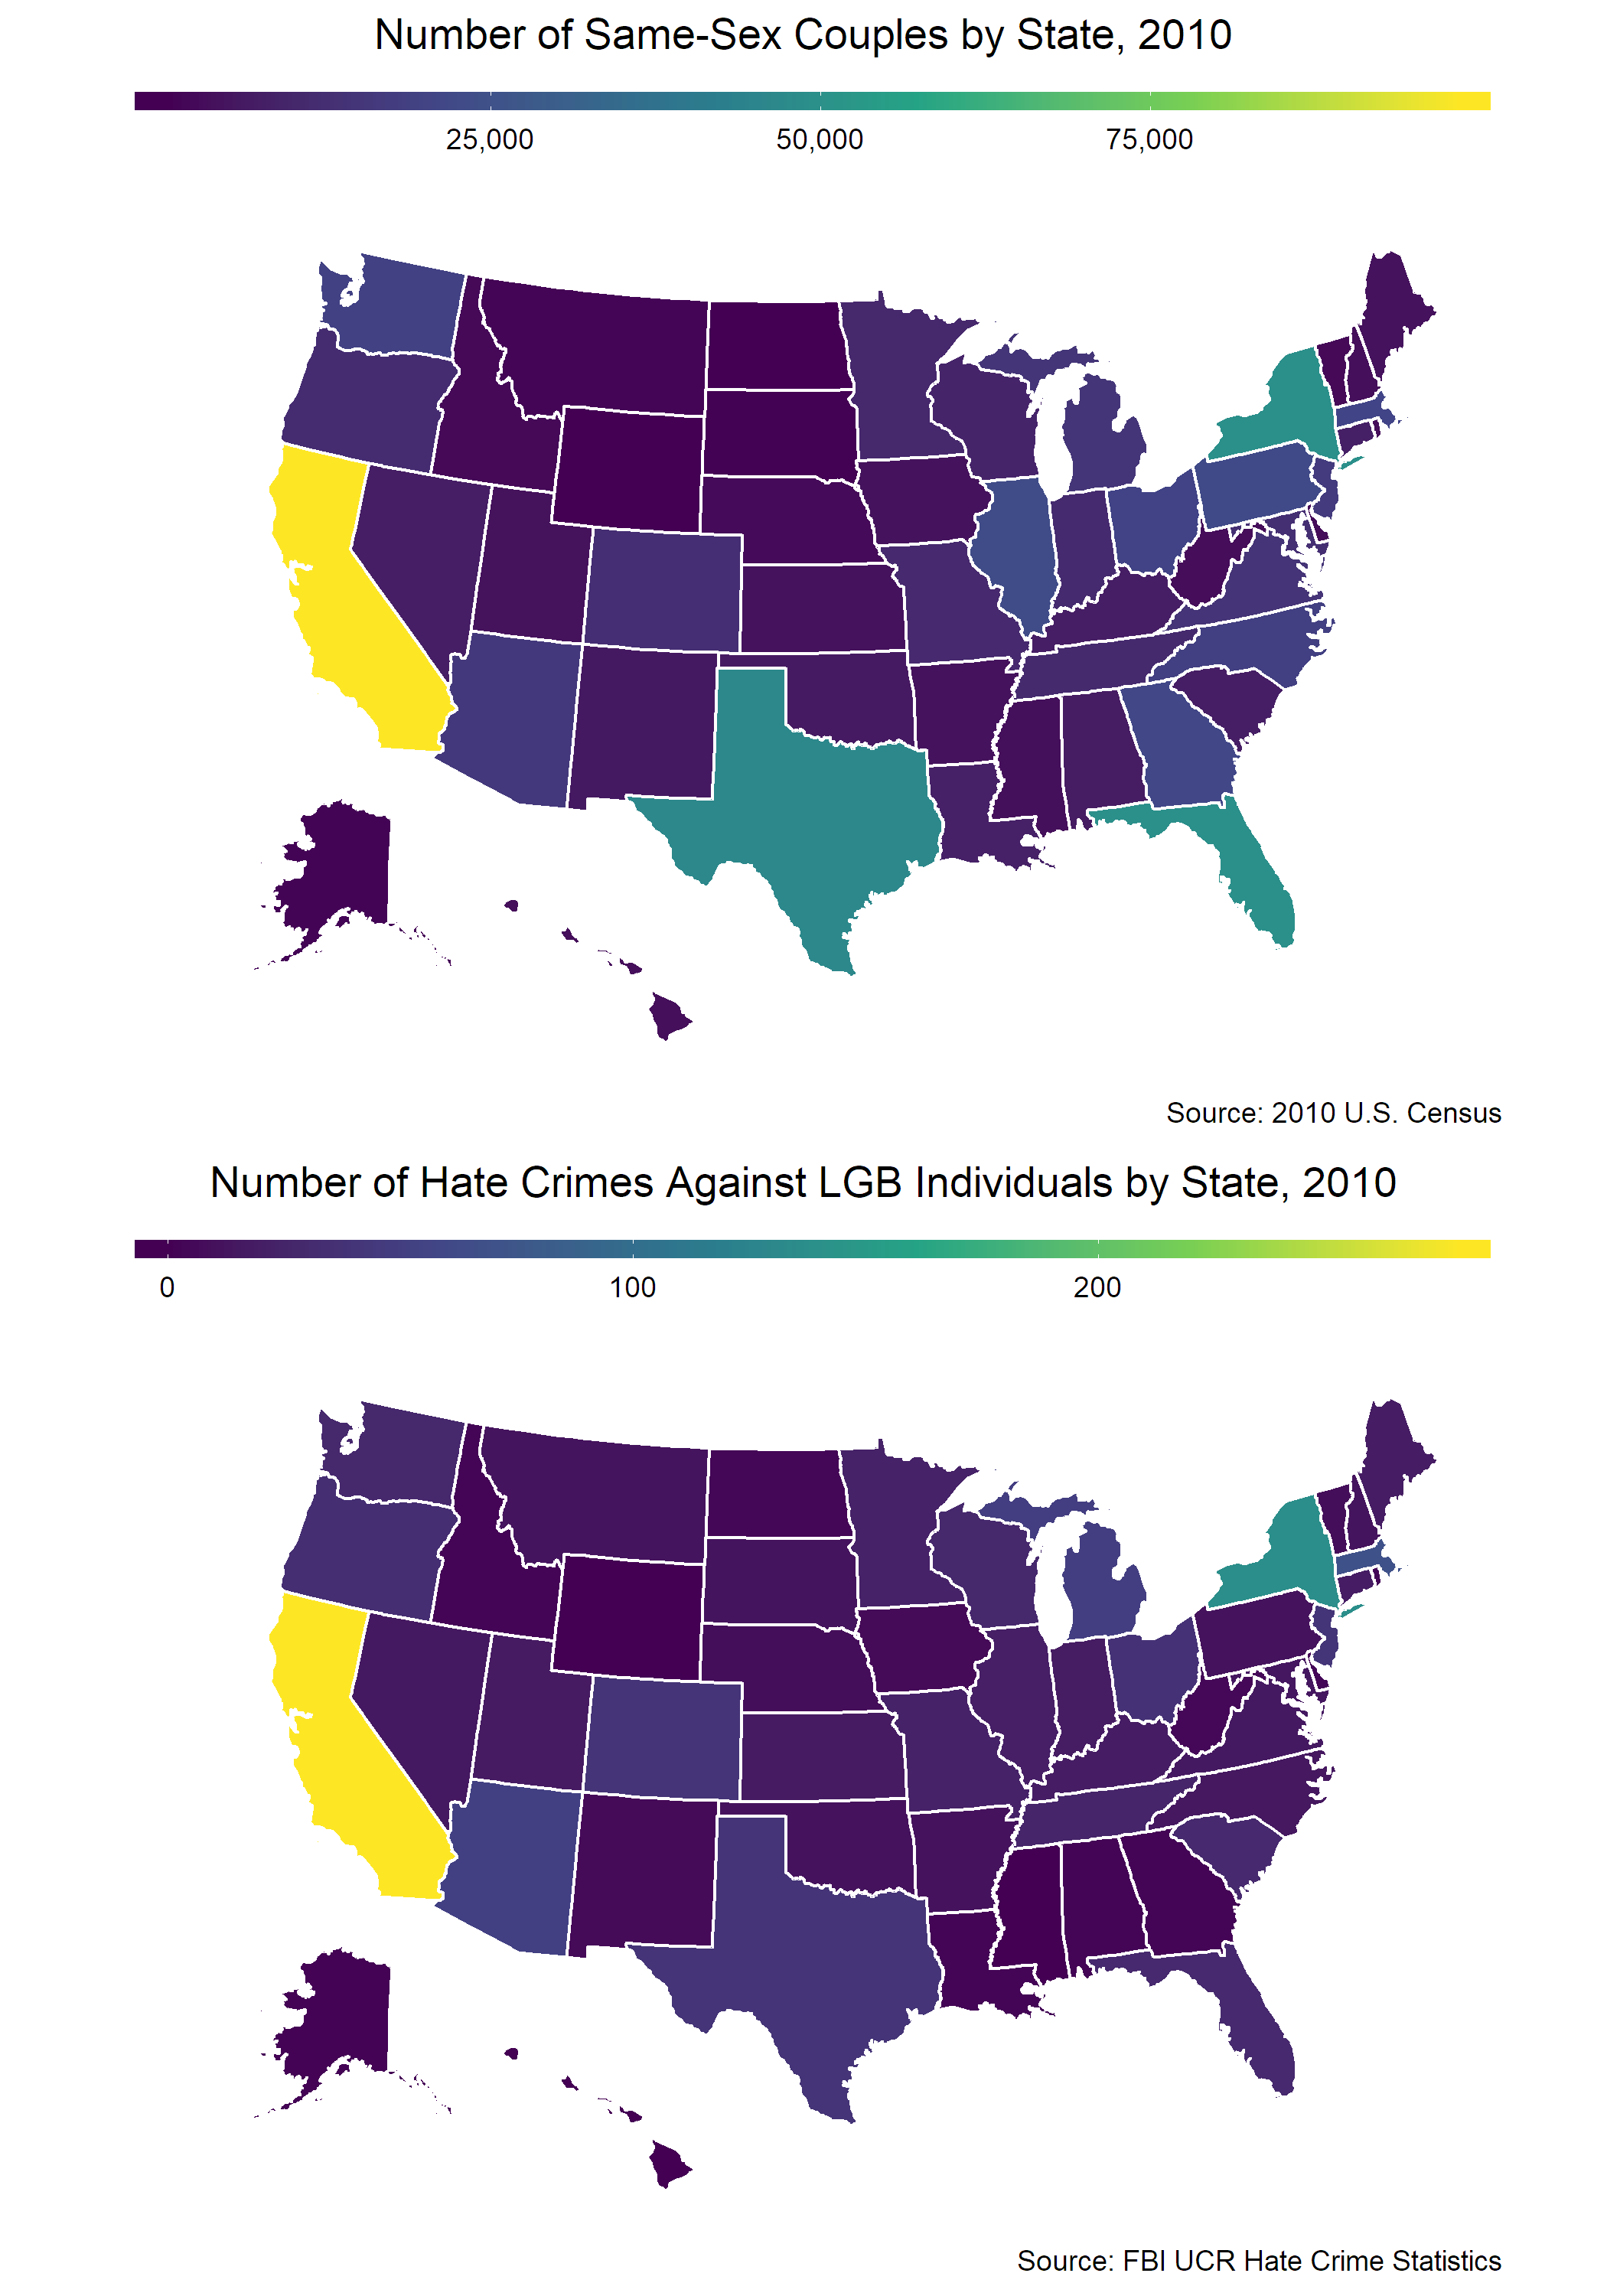 Number of Same-Sex Couples by State, 2010
25,000 50,000 75,000
Source: 2010 U.S. Census
Number of Hate Crimes Against LGB Individuals by State, 2010
0 100 200
Source: FBI UCR Hate Crime Statistics